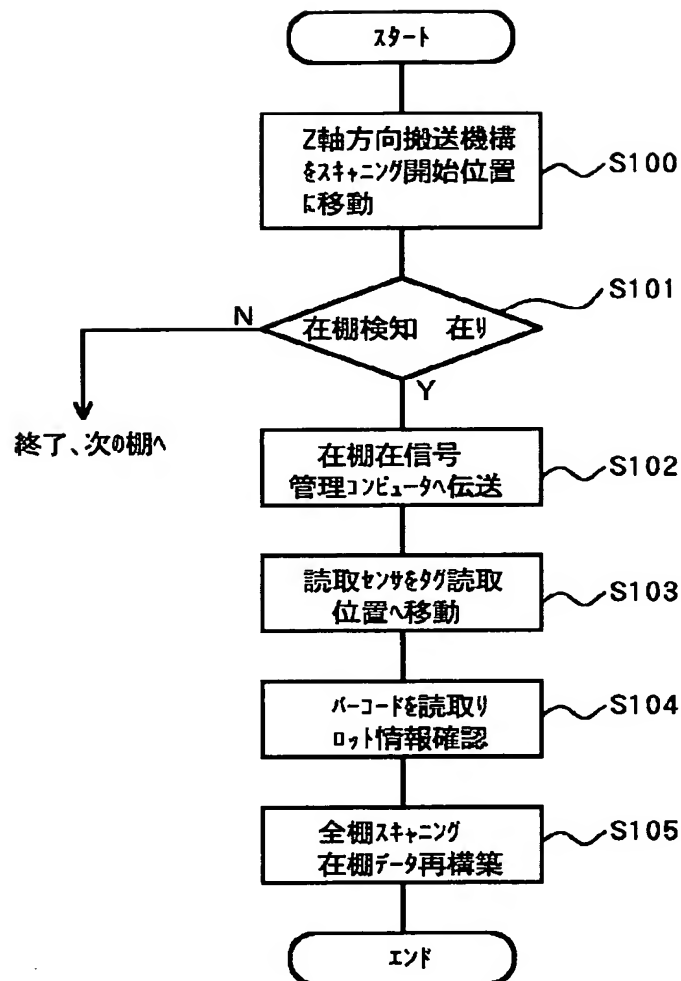 スタート
Z軸方向搬送機構
をスキャニング開始位置
に移動
S100
在棚検知 在り
S101
N
Y
終了、次の棚へ
在棚在信号
管理コンピュータへ伝送
S102
読取センサをタグ読取
位置へ移動
S103
バーコードを読取り
ロット情報確認
S104
全棚スキャニング
在棚データ再構築
S105
エンド